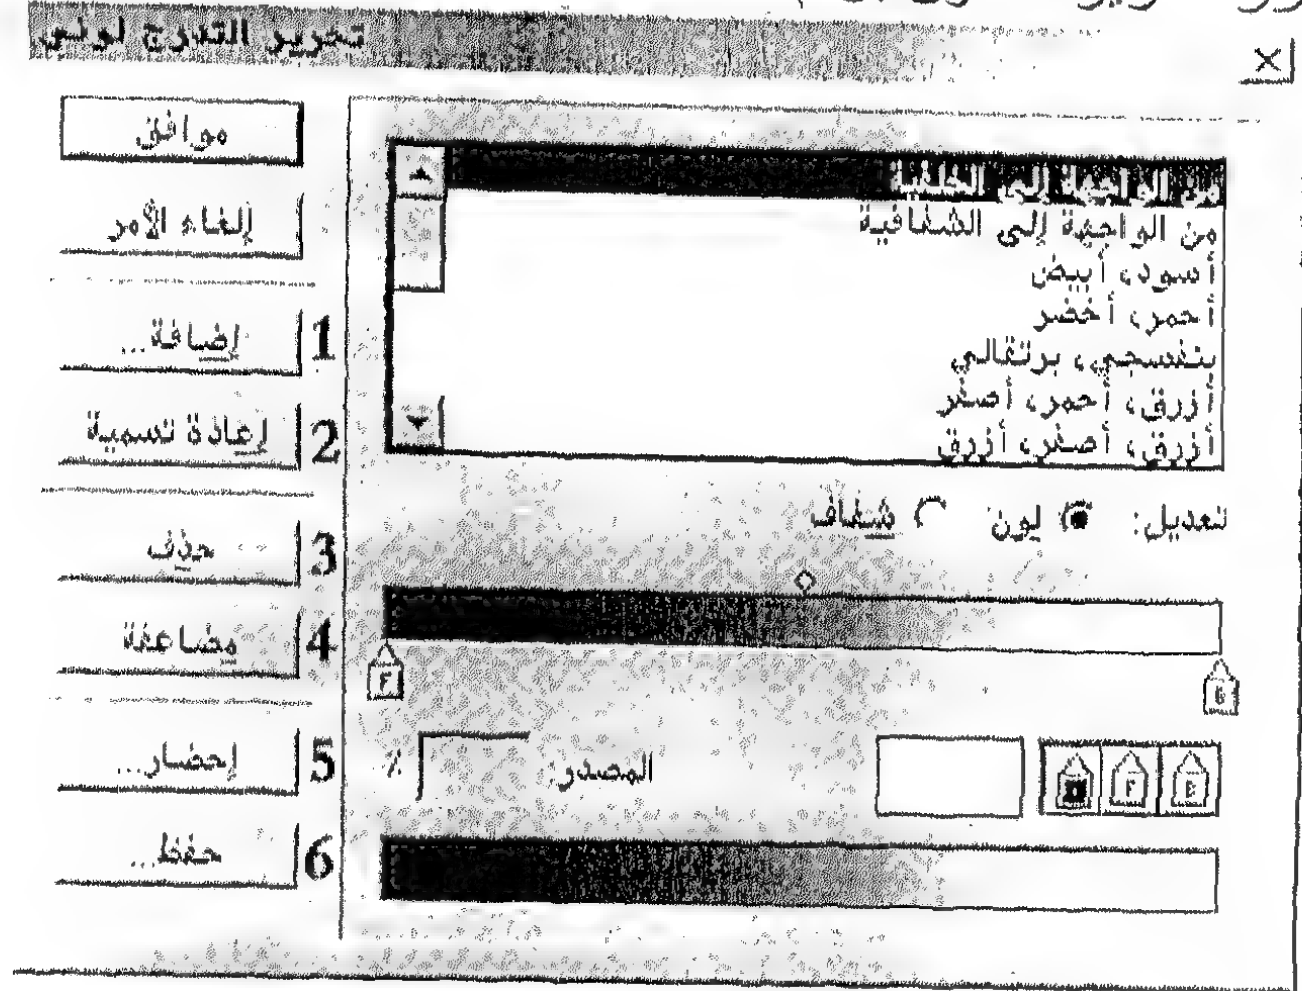 تحرير التدرج لوني
موافق
إلغاء الأمر
1 إضافة...
2 إعادة تسمية
3 حذف
4 مضاعفة
5 إحضار...
6 حفظ...
من الواجهة إلى الخلفية
من الواجهة إلى الشفافية
أسود، أبيض
أحمر، أخضر
بنفسجي، برتقالي
أزرق، أحمر، أصفر
أزرق، أصفر، أزرق
تعديل: لون شفاف
F
المصدر: %
F B